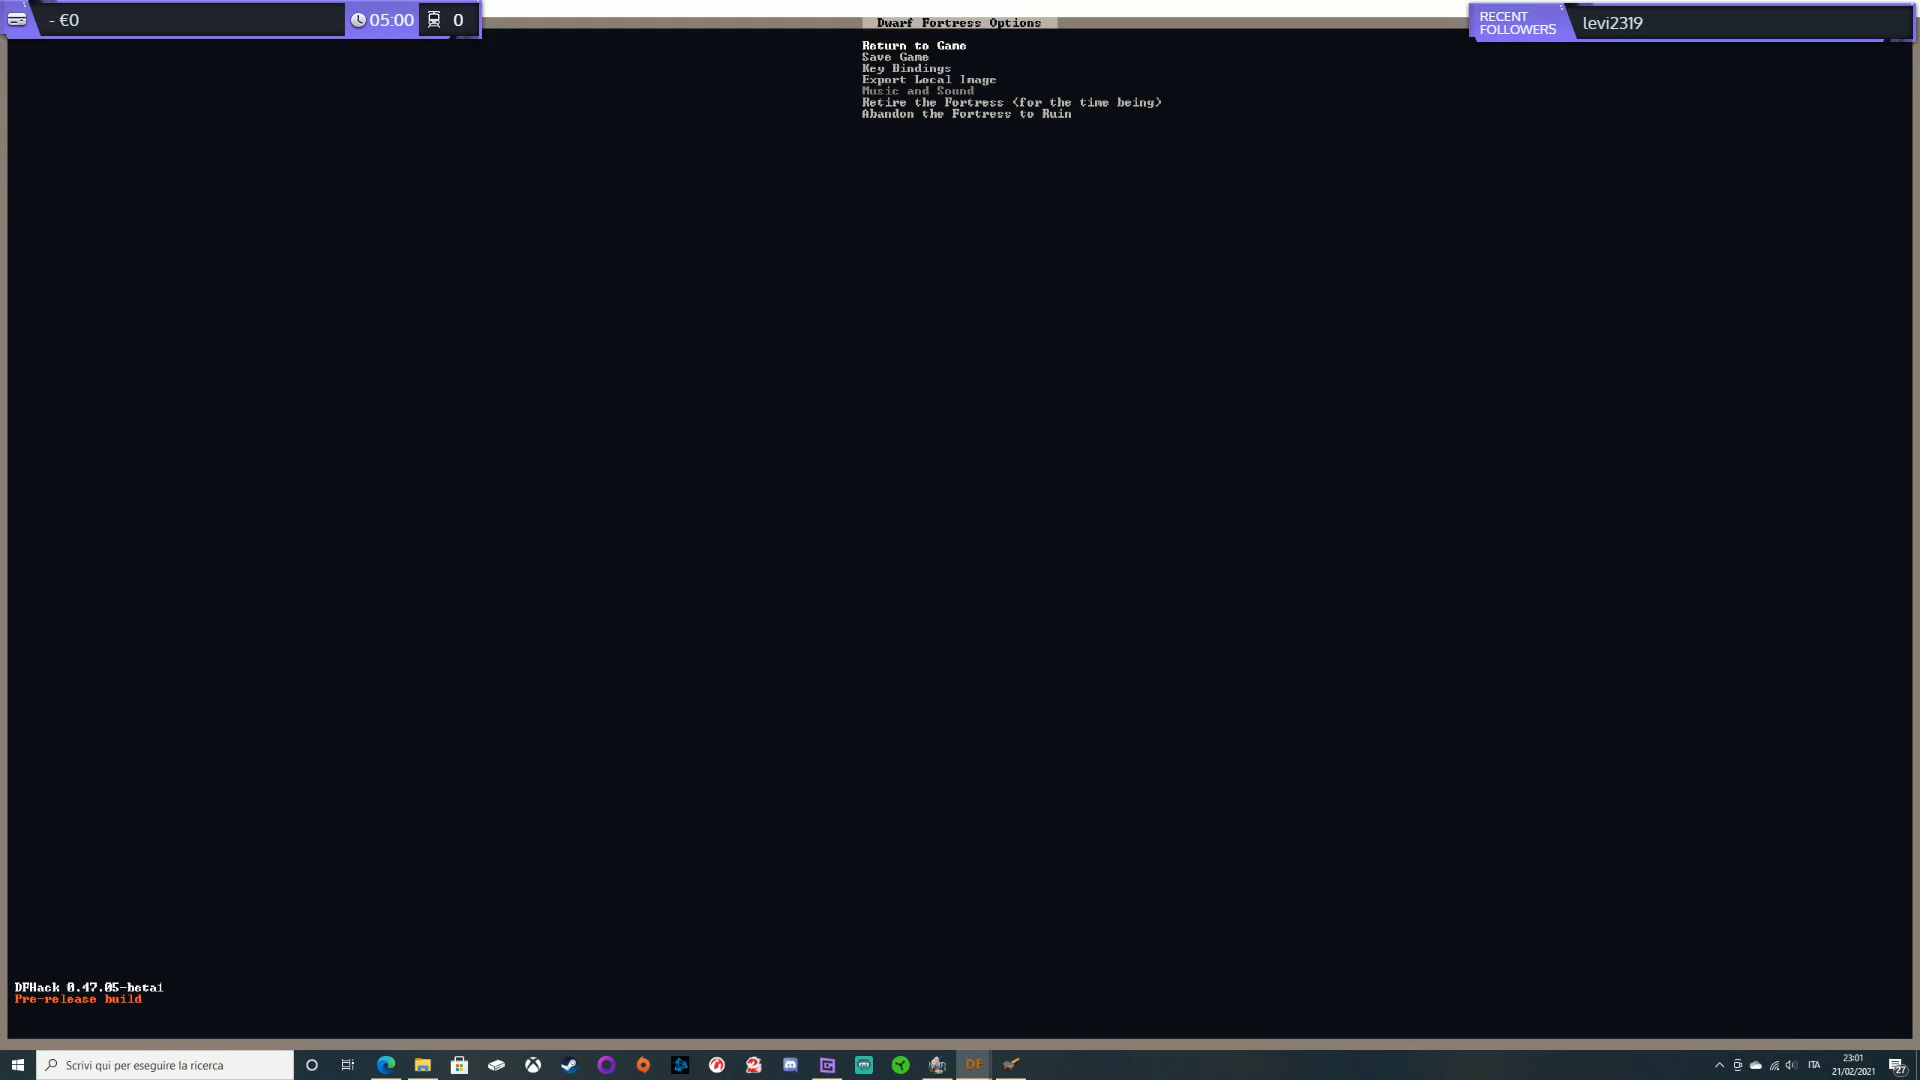 - €0
05:00
0
Dwarf Fortress Options
RECENT
FOLLOWERS
levi2319
Return to Game
Save Game
Key Bindings
Export Local Image
Music and Sound
Retire the Fortress (for the time being)
Abandon the Fortress to Ruin
DFHack 0.47.05-beta1
Pre-release build
Scrivi qui per eseguire la ricerca
DF
ITA
23:01
21/02/2021
27